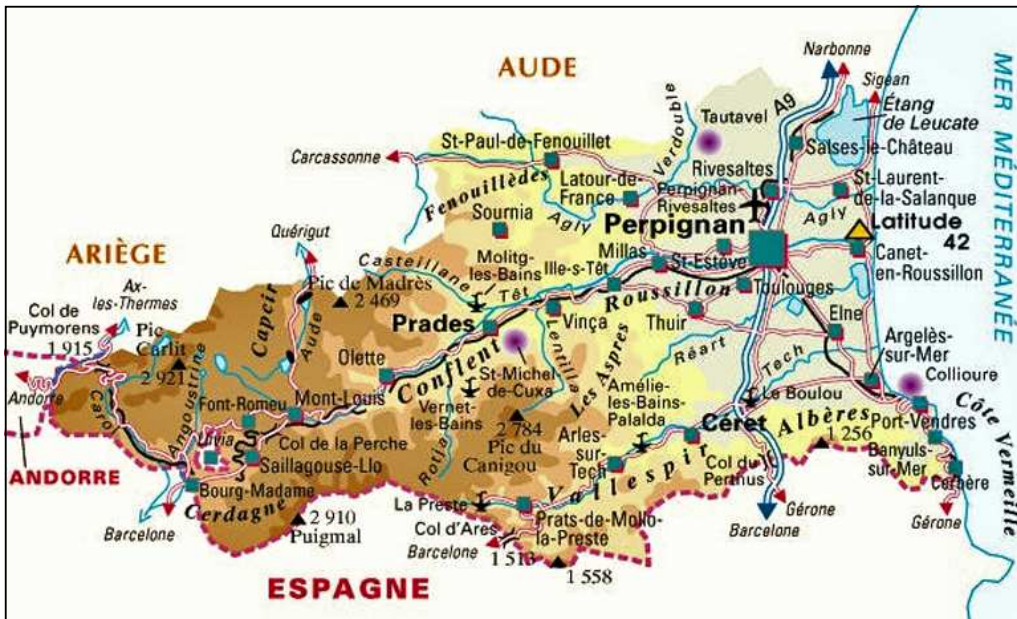 Narbonne
Sigean
AUDE
A9
Étang
de Leucate
MER MÉDITERRANÉE
Tautavel
Verdouble
St-Paul-de-Fenouillet
Salses-le-Château
Carcassonne
Fenouillèdes
Latour-de-
France
Rivesaltes
Perpignan-
Rivesaltes
St-Laurent-
de-la-Salanque
Agly
Agly
Sournia
Perpignan
Latitude
42
Quérigut
ARIÈGE
Molitg-
les-Bains
Castellane
Ille-s-Têt
Millas
St-Estève
Canet-
en-Roussillon
Ax-
les-Thermes
Pic de Madrès
2 469
Têt
Roussillon
Toulouges
Col de
Puymorens
1 915
Pic
Carlit
2 921
Capcir
Aude
Prades
Vinça
Thuir
Elne
Olette
Conflent
Lentilla
Les Aspres
Réart
Tech
Argelès-
sur-Mer
Collioure
Andorre
Carol
Angoustrine
Font-Romeu
Mont-Louis
St-Michel-
de-Cuxa
Vernet-
les-Bains
Amélie-
les-Bains-
Palalda
Le Boulou
Céret
Albères
1 256
Port-Vendres
Côte Vermeille
ANDORRE
Llívia
Col de la Perche
Saillagouse-Llo
Rotja
2 784
Pic du
Canigou
Arles-
sur-
Tech
Vallespir
Col du
Perthus
Banyuls-
sur-Mer
Cerbère
Bourg-Madame
Cerdagne
La Preste
Prats-de-Mollo-
la-Preste
Barcelone
2 910
Puigmal
Col d'Ares
Barcelone
1 513
1 558
Barcelone
Gérone
Gérone
ESPAGNE